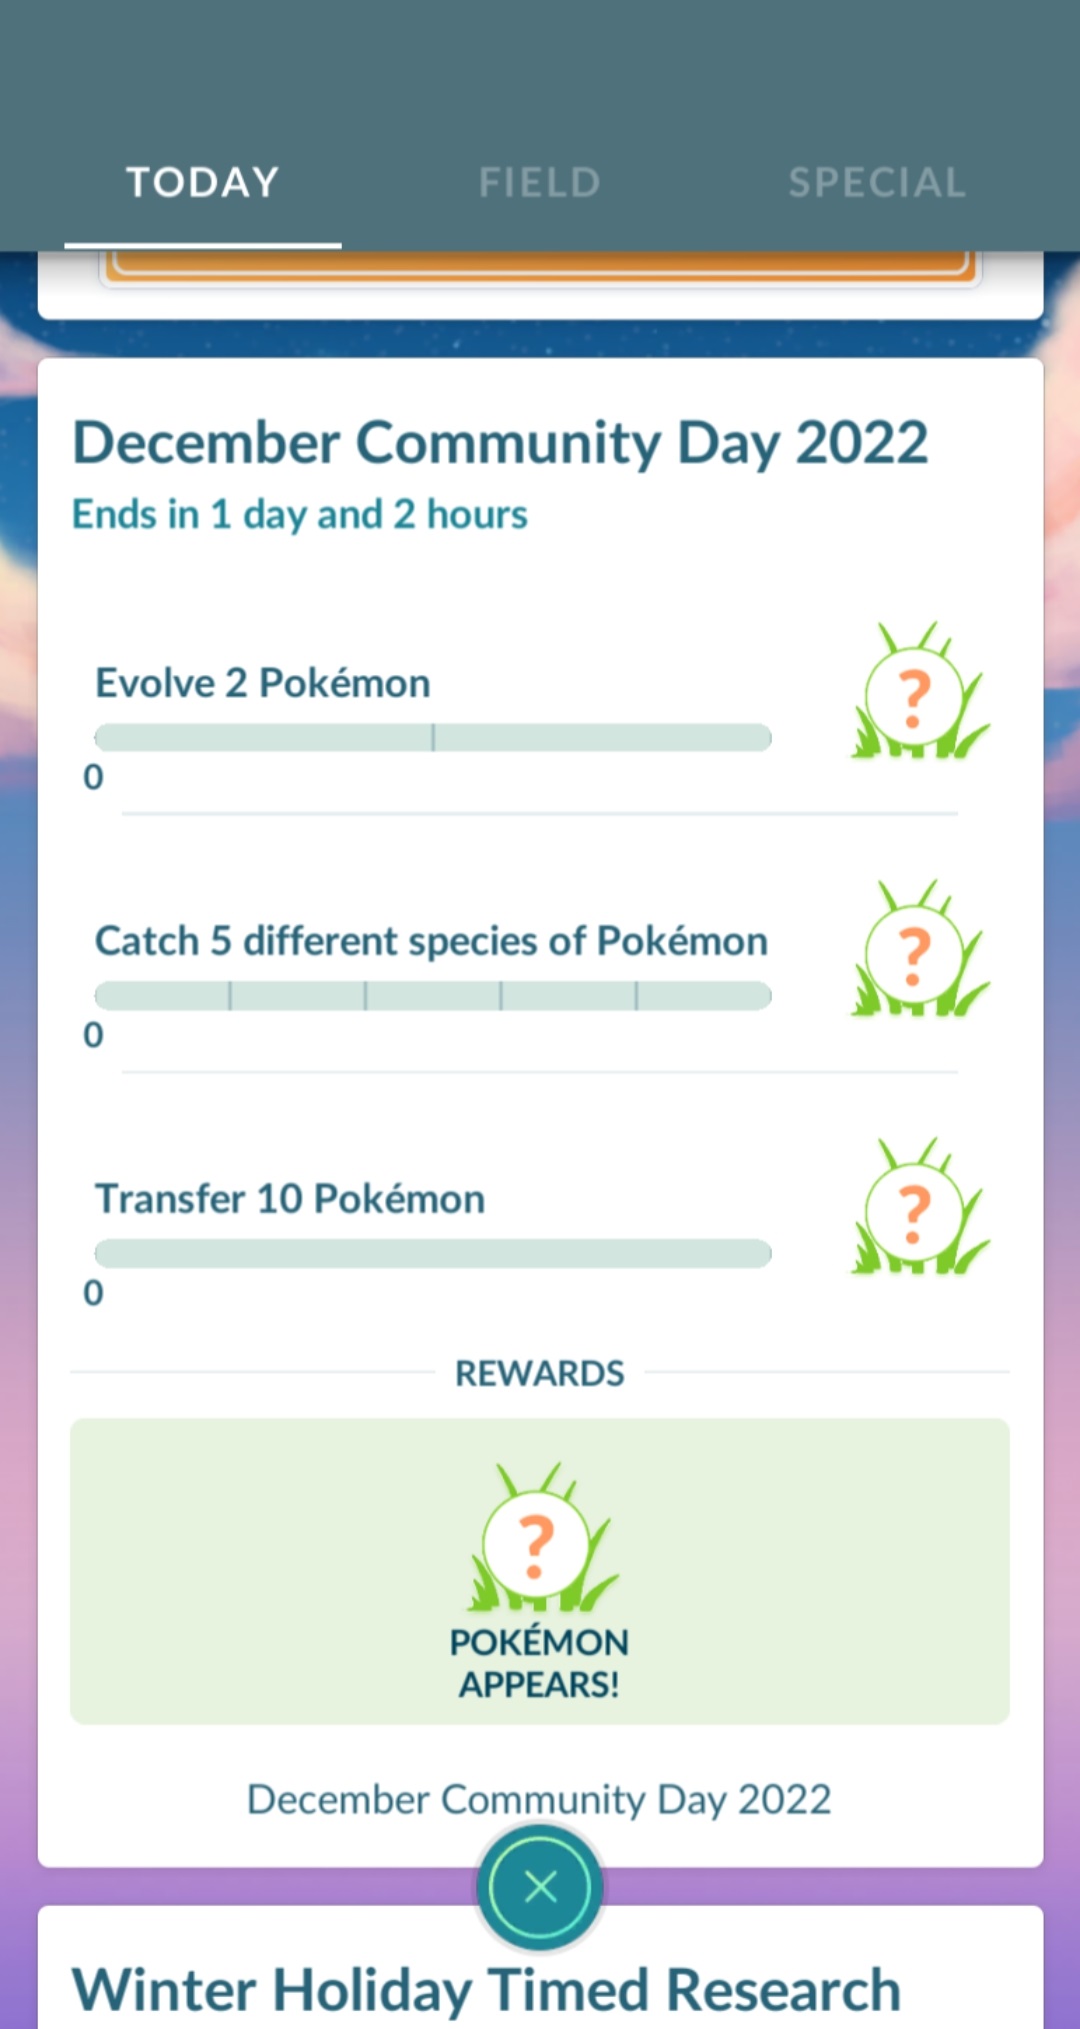 TODAY
FIELD
SPECIAL
December Community Day 2022
Ends in 1 day and 2 hours
Evolve 2 Pokémon
?
0
Catch 5 different species of Pokémon
?
0
Transfer 10 Pokémon
?
0
REWARDS
?
POKÉMON
APPEARS!
December Community Day 2022
Winter Holiday Timed Research